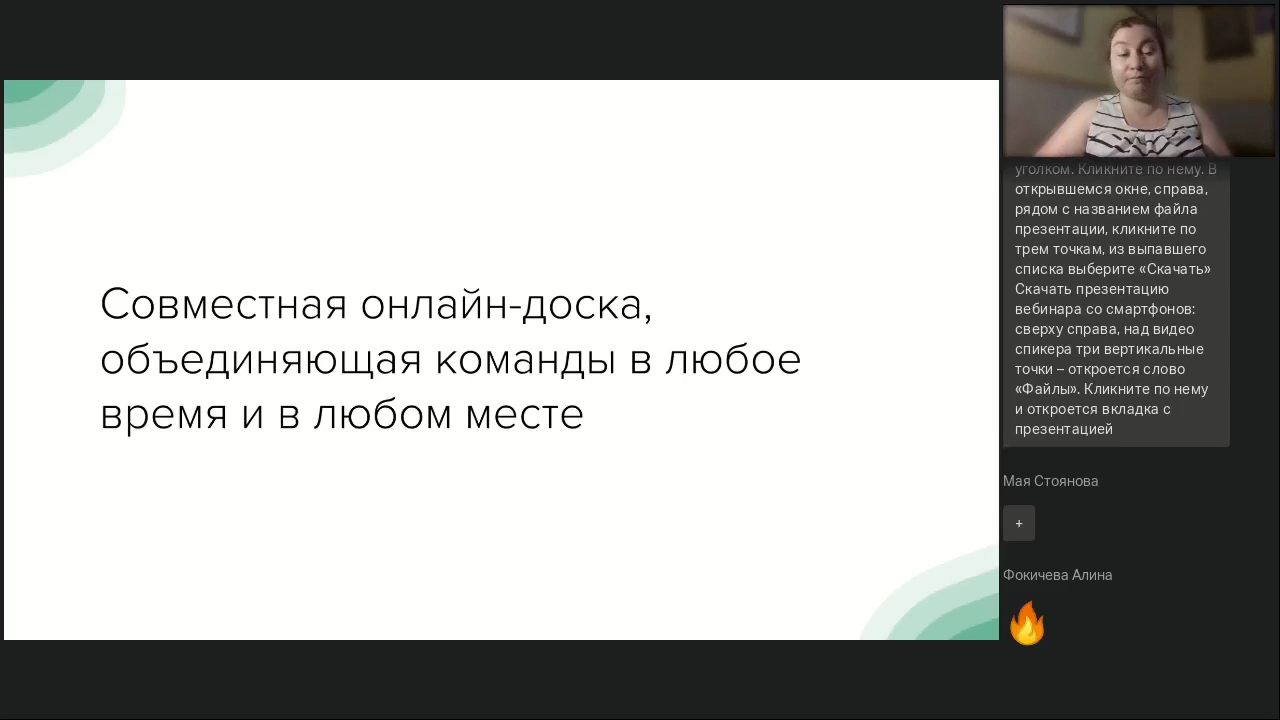 Совместная онлайн-доска,
объединяющая команды в любое
время и в любом месте
уголком. Кликните по нему. В
открывшемся окне, справа,
рядом с названием файла
презентации, кликните по
трем точкам, из выпавшего
списка выберите «Скачать»
Скачать презентацию
вебинара со смартфонов:
сверху справа, над видео
спикера три вертикальные
точки – откроется слово
«Файлы». Кликните по нему
и откроется вкладка с
презентацией
Мая Стоянова
+
Фокичева Алина